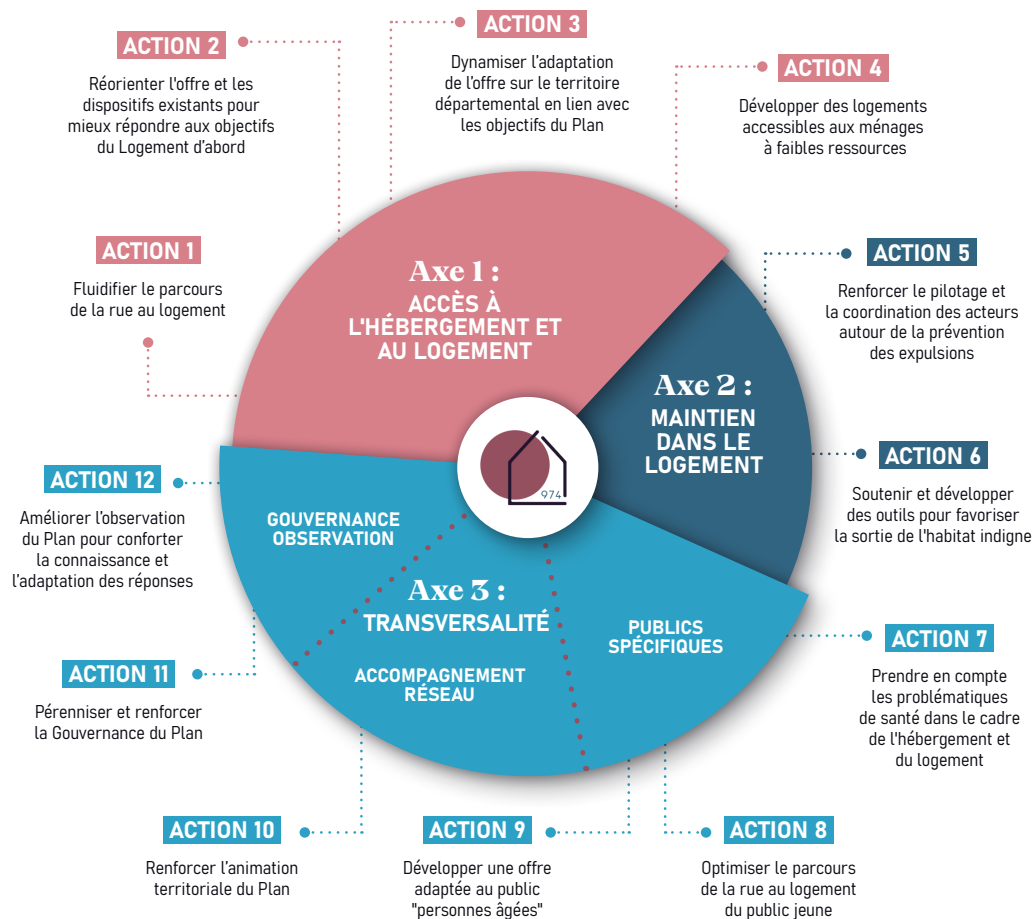 ACTION 1
Fluidifier le parcours
de la rue au logement
ACTION 2
Réorienter l'offre et les
dispositifs existants pour
mieux répondre aux objectifs
du Logement d'abord
ACTION 3
Dynamiser l'adaptation
de l'offre sur le territoire
départemental en lien avec
les objectifs du Plan
ACTION 4
Développer des logements
accessibles aux ménages
à faibles ressources
Axe 1 :
ACCÈS À
L'HÉBERGEMENT ET
AU LOGEMENT
ACTION 5
Renforcer le pilotage et
la coordination des acteurs
autour de la prévention
des expulsions
Axe 2 :
MAINTIEN
DANS LE
LOGEMENT
ACTION 6
Soutenir et développer
des outils pour favoriser
la sortie de l'habitat indigne
974
Axe 3 :
TRANSVERSALITÉ
PUBLICS
SPÉCIFIQUES
ACTION 7
Prendre en compte
les problématiques
de santé dans le cadre
de l'hébergement et
du logement
ACTION 8
Optimiser le parcours
de la rue au logement
du public jeune
ACTION 9
Développer une offre
adaptée au public
"personnes âgées"
ACCOMPAGNEMENT
RÉSEAU
ACTION 10
Renforcer l'animation
territoriale du Plan
GOUVERNANCE
OBSERVATION
ACTION 11
Pérenniser et renforcer
la Gouvernance du Plan
ACTION 12
Améliorer l'observation
du Plan pour conforter
la connaissance et
l'adaptation des réponses